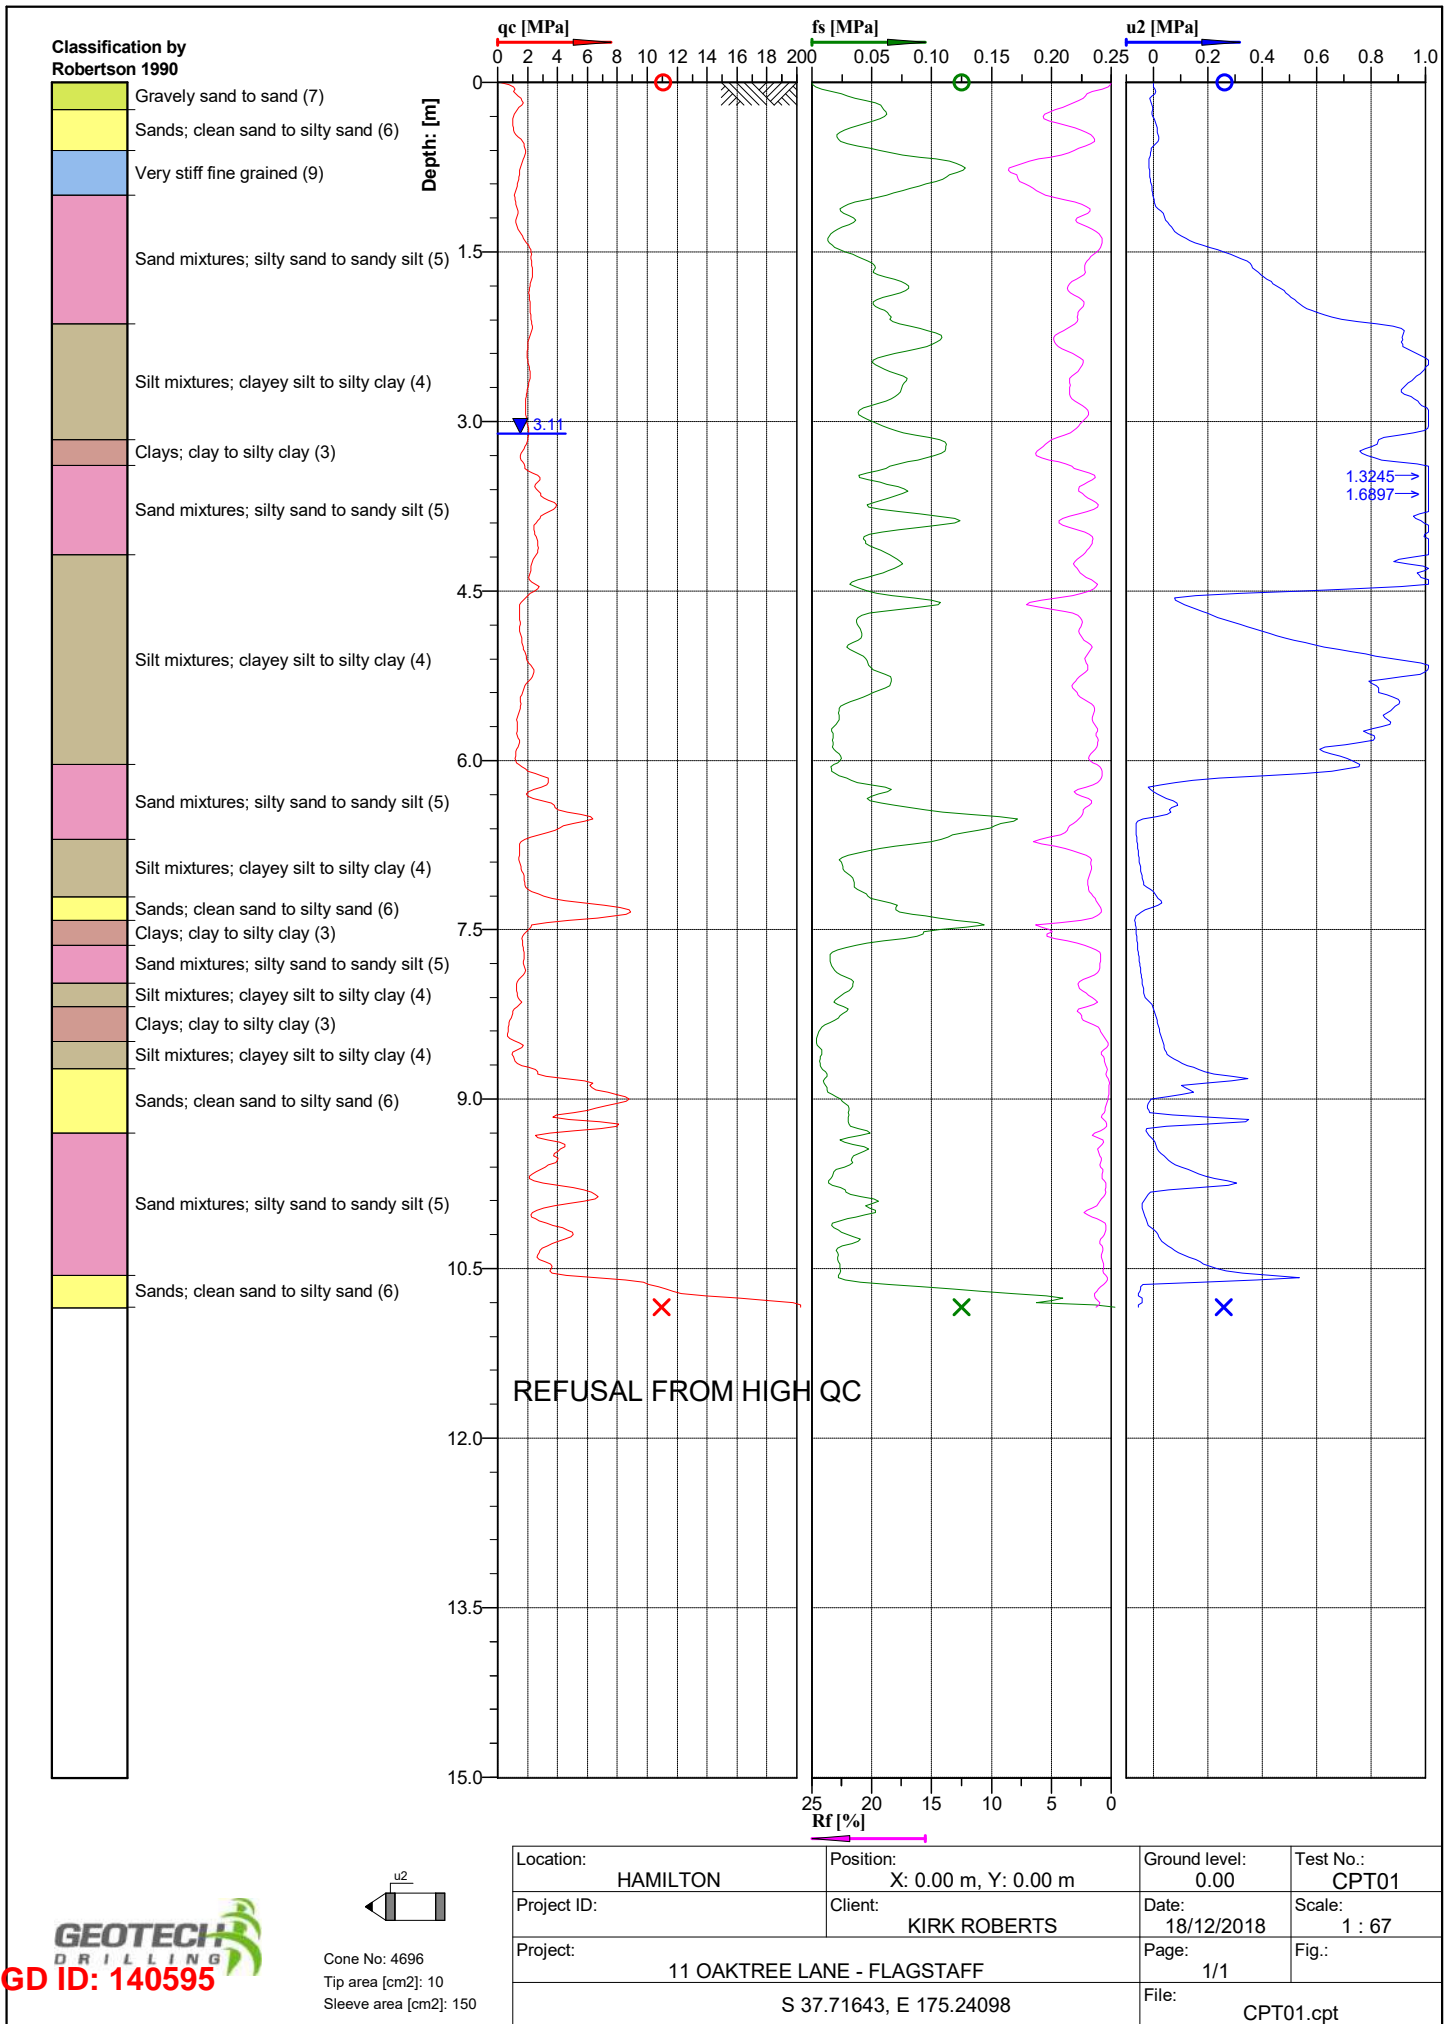 Classification by
Robertson 1990
qc [MPa]
fs [MPa]
u2 [MPa]
0 2 4 6 8 10 12 14 16 18 20
0.05 0.10 0.15 0.20 0.25
0 0.2 0.4 0.6 0.8 1.0
Depth: [m]
0
1.5
3.0
4.5
6.0
7.5
9.0
10.5
12.0
13.5
15.0
Gravely sand to sand (7)
Sands; clean sand to silty sand (6)
Very stiff fine grained (9)
Sand mixtures; silty sand to sandy silt (5)
Silt mixtures; clayey silt to silty clay (4)
Clays; clay to silty clay (3)
Sand mixtures; silty sand to sandy silt (5)
Silt mixtures; clayey silt to silty clay (4)
Sand mixtures; silty sand to sandy silt (5)
Silt mixtures; clayey silt to silty clay (4)
Sands; clean sand to silty sand (6)
Clays; clay to silty clay (3)
Sand mixtures; silty sand to sandy silt (5)
Silt mixtures; clayey silt to silty clay (4)
Clays; clay to silty clay (3)
Silt mixtures; clayey silt to silty clay (4)
Sands; clean sand to silty sand (6)
Sand mixtures; silty sand to sandy silt (5)
Sands; clean sand to silty sand (6)
3.11
1.3245
1.6897
REFUSAL FROM HIGH QC
25 20 15 10 5 0
Rf [%]
u2
Cone No: 4696
Tip area [cm2]: 10
Sleeve area [cm2]: 150
GEOTECH
DRILLING
GD ID: 140595
Location:
HAMILTON
Position:
X: 0.00 m, Y: 0.00 m
Ground level:
0.00
Test No.:
CPT01
Project ID:
Client:
KIRK ROBERTS
Date:
18/12/2018
Scale:
1 : 67
Project:
11 OAKTREE LANE - FLAGSTAFF
Page:
1/1
Fig.:
S 37.71643, E 175.24098
File:
CPT01.cpt